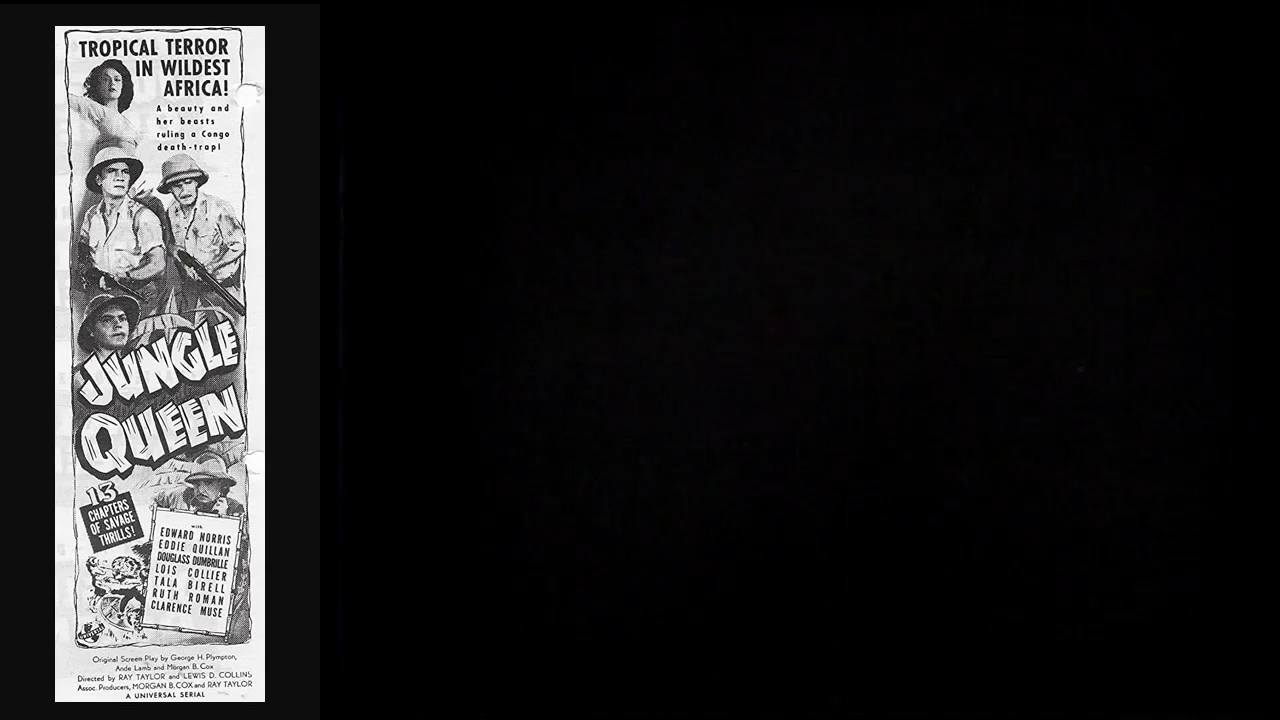 TROPICAL TERROR
IN WILDEST
AFRICA!
A beauty and
her beasts
ruling a Congo
death-trap!
JUNGLE
QUEEN
13
CHAPTERS
OF SAVAGE
THRILLS!
with
EDWARD NORRIS
EDDIE QUILLAN
DOUGLASS DUMBRILLE
LOIS COLLIER
TALA BIRELL
RUTH ROMAN
CLARENCE MUSE
Original Screen Play by George H. Plympton,
Ande Lamb and Morgan B. Cox
Directed by RAY TAYLOR and LEWIS D. COLLINS
Assoc. Producers, MORGAN B. COX and RAY TAYLOR
A UNIVERSAL SERIAL